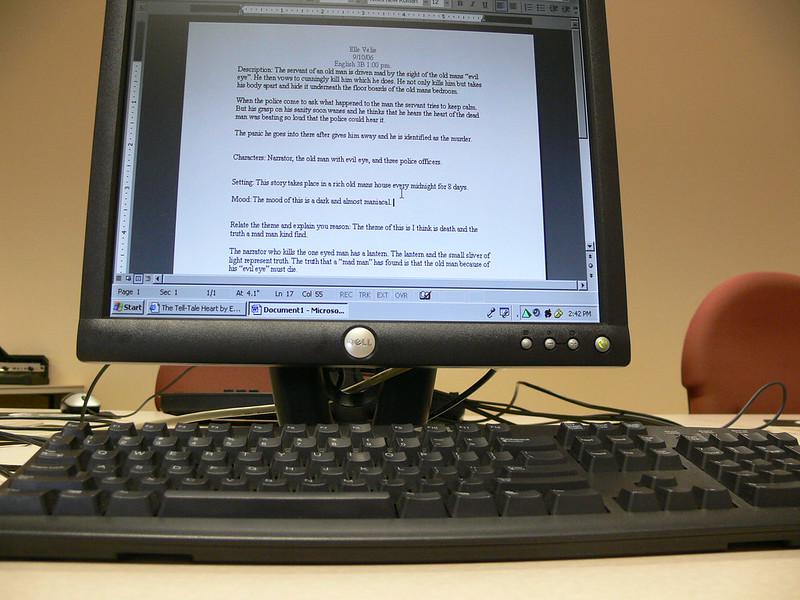 12
B I U
Elle Velie
9/10/06
English 3B 1:00 pm.
Description: The servant of an old man is driven mad by the sight of the old mans "evil
eye". He then vows to cunningly kill him which he does. He not only kills him but takes
his body apart and hide it underneath the floor boards of the old mans bedroom.
When the police come to ask what happened to the man the servant tries to keep calm.
But his grasp on his sanity soon wanes and he thinks that he hears the heart of the dead
man was beating so loud that the police could hear it.
The panic he goes into there after gives him away and he is identified as the murder.
Characters: Narrator, the old man with evil eye, and three police officers.
Setting: This story takes place in a rich old mans house every midnight for 8 days.
Mood: The mood of this is a dark and almost maniacal.
Relate the theme and explain you reason: The theme of this is I think is death and the
truth a mad man kind find.
The narrator who kills the one eyed man has a lantern. The lantern and the small sliver of
light represent truth. The truth that a "mad man" has found is that the old man because of
his "evil eye" must die.
Page 1 Sec 1 1/1 At 4.1" Ln 17 Col 55 REC TRK EXT OVR
Start The Tell-Tale Heart by E... Document1 - Microso... 2:42 PM
DELL